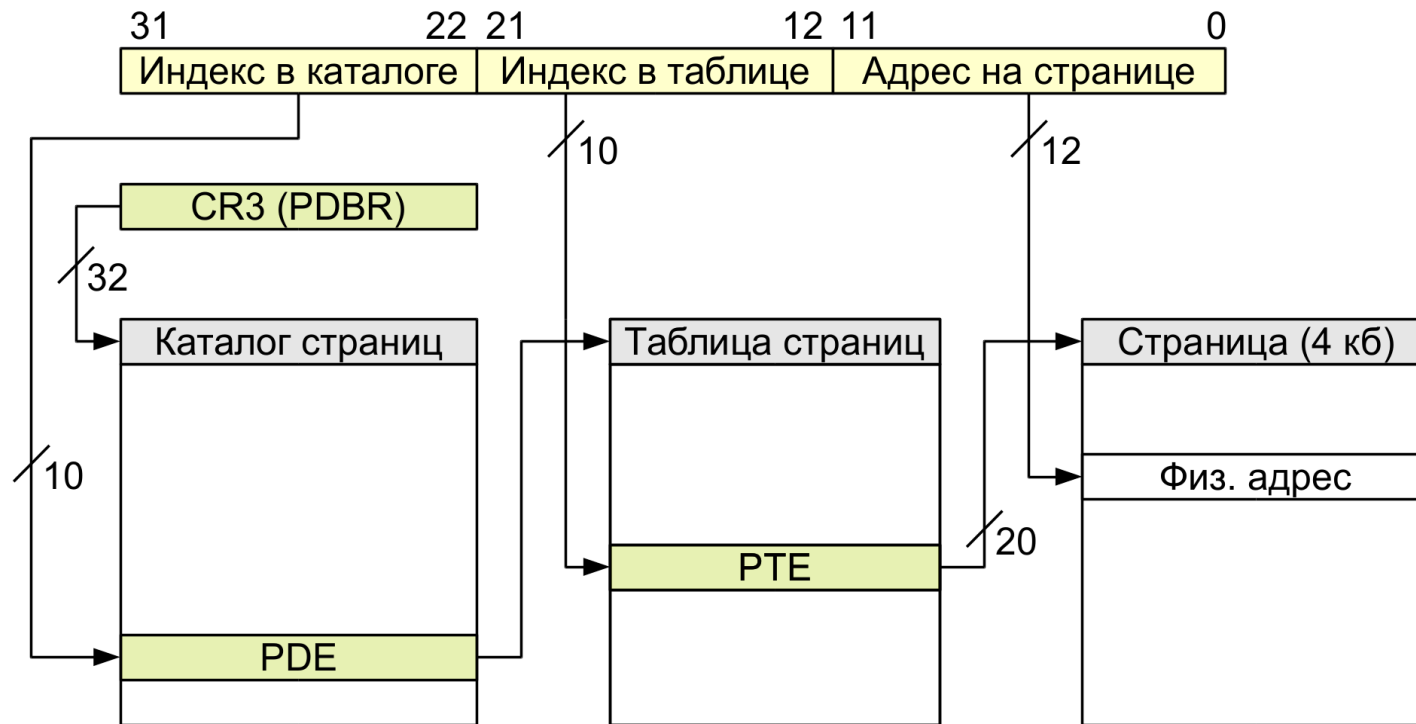 31 22 21 12 11 0
Индекс в каталоге Индекс в таблице Адрес на странице
10 12
CR3 (PDBR)
32
Каталог страниц Таблица страниц Страница (4 кб)
10 Физ. адрес
20
PTE
PDE